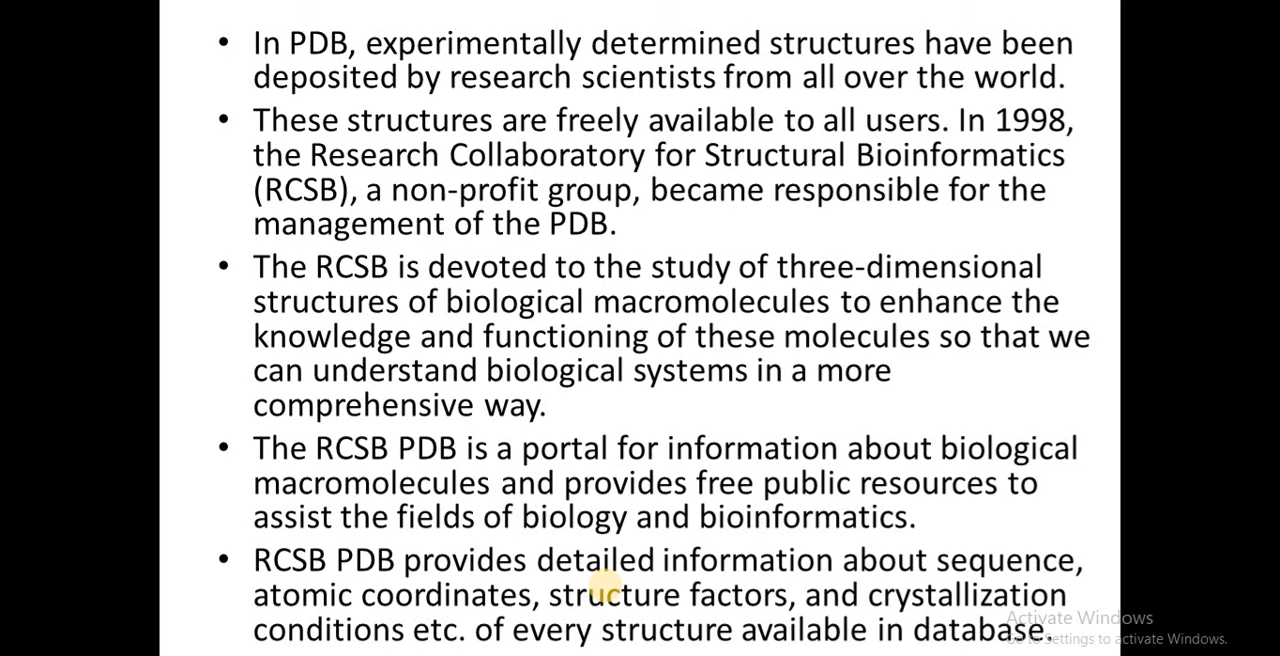 • In PDB, experimentally determined structures have been
deposited by research scientists from all over the world.
• These structures are freely available to all users. In 1998,
the Research Collaboratory for Structural Bioinformatics
(RCSB), a non-profit group, became responsible for the
management of the PDB.
• The RCSB is devoted to the study of three-dimensional
structures of biological macromolecules to enhance the
knowledge and functioning of these molecules so that we
can understand biological systems in a more
comprehensive way.
• The RCSB PDB is a portal for information about biological
macromolecules and provides free public resources to
assist the fields of biology and bioinformatics.
• RCSB PDB provides detailed information about sequence,
atomic coordinates, structure factors, and crystallization
conditions etc. of every structure available in database.
Activate Windows
Go to Settings to activate Windows.